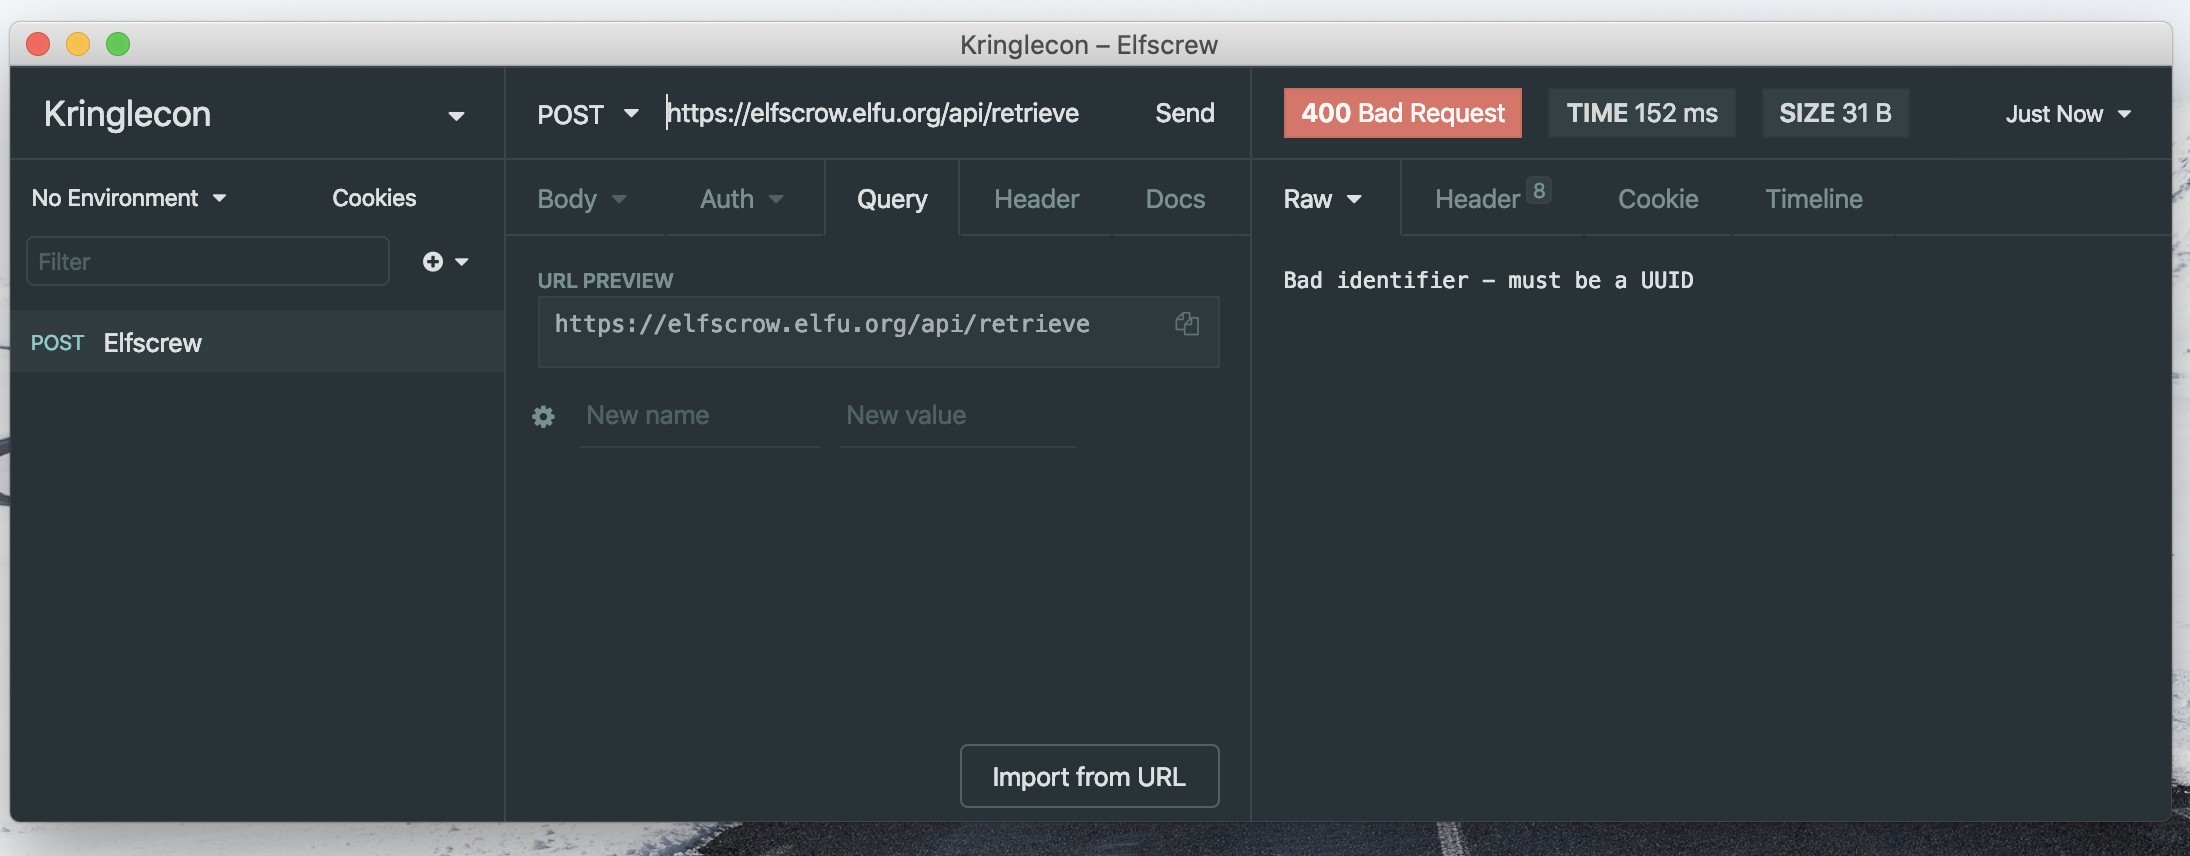 Kringlecon – Elfscrew
Kringlecon
POST https://elfscrow.elfu.org/api/retrieve Send
400 Bad Request TIME 152 ms SIZE 31 B Just Now
No Environment Cookies
Body Auth Query Header Docs
Raw Header 8 Cookie Timeline
Filter
URL PREVIEW
https://elfscrow.elfu.org/api/retrieve
Bad identifier - must be a UUID
POST Elfscrew
New name New value
Import from URL